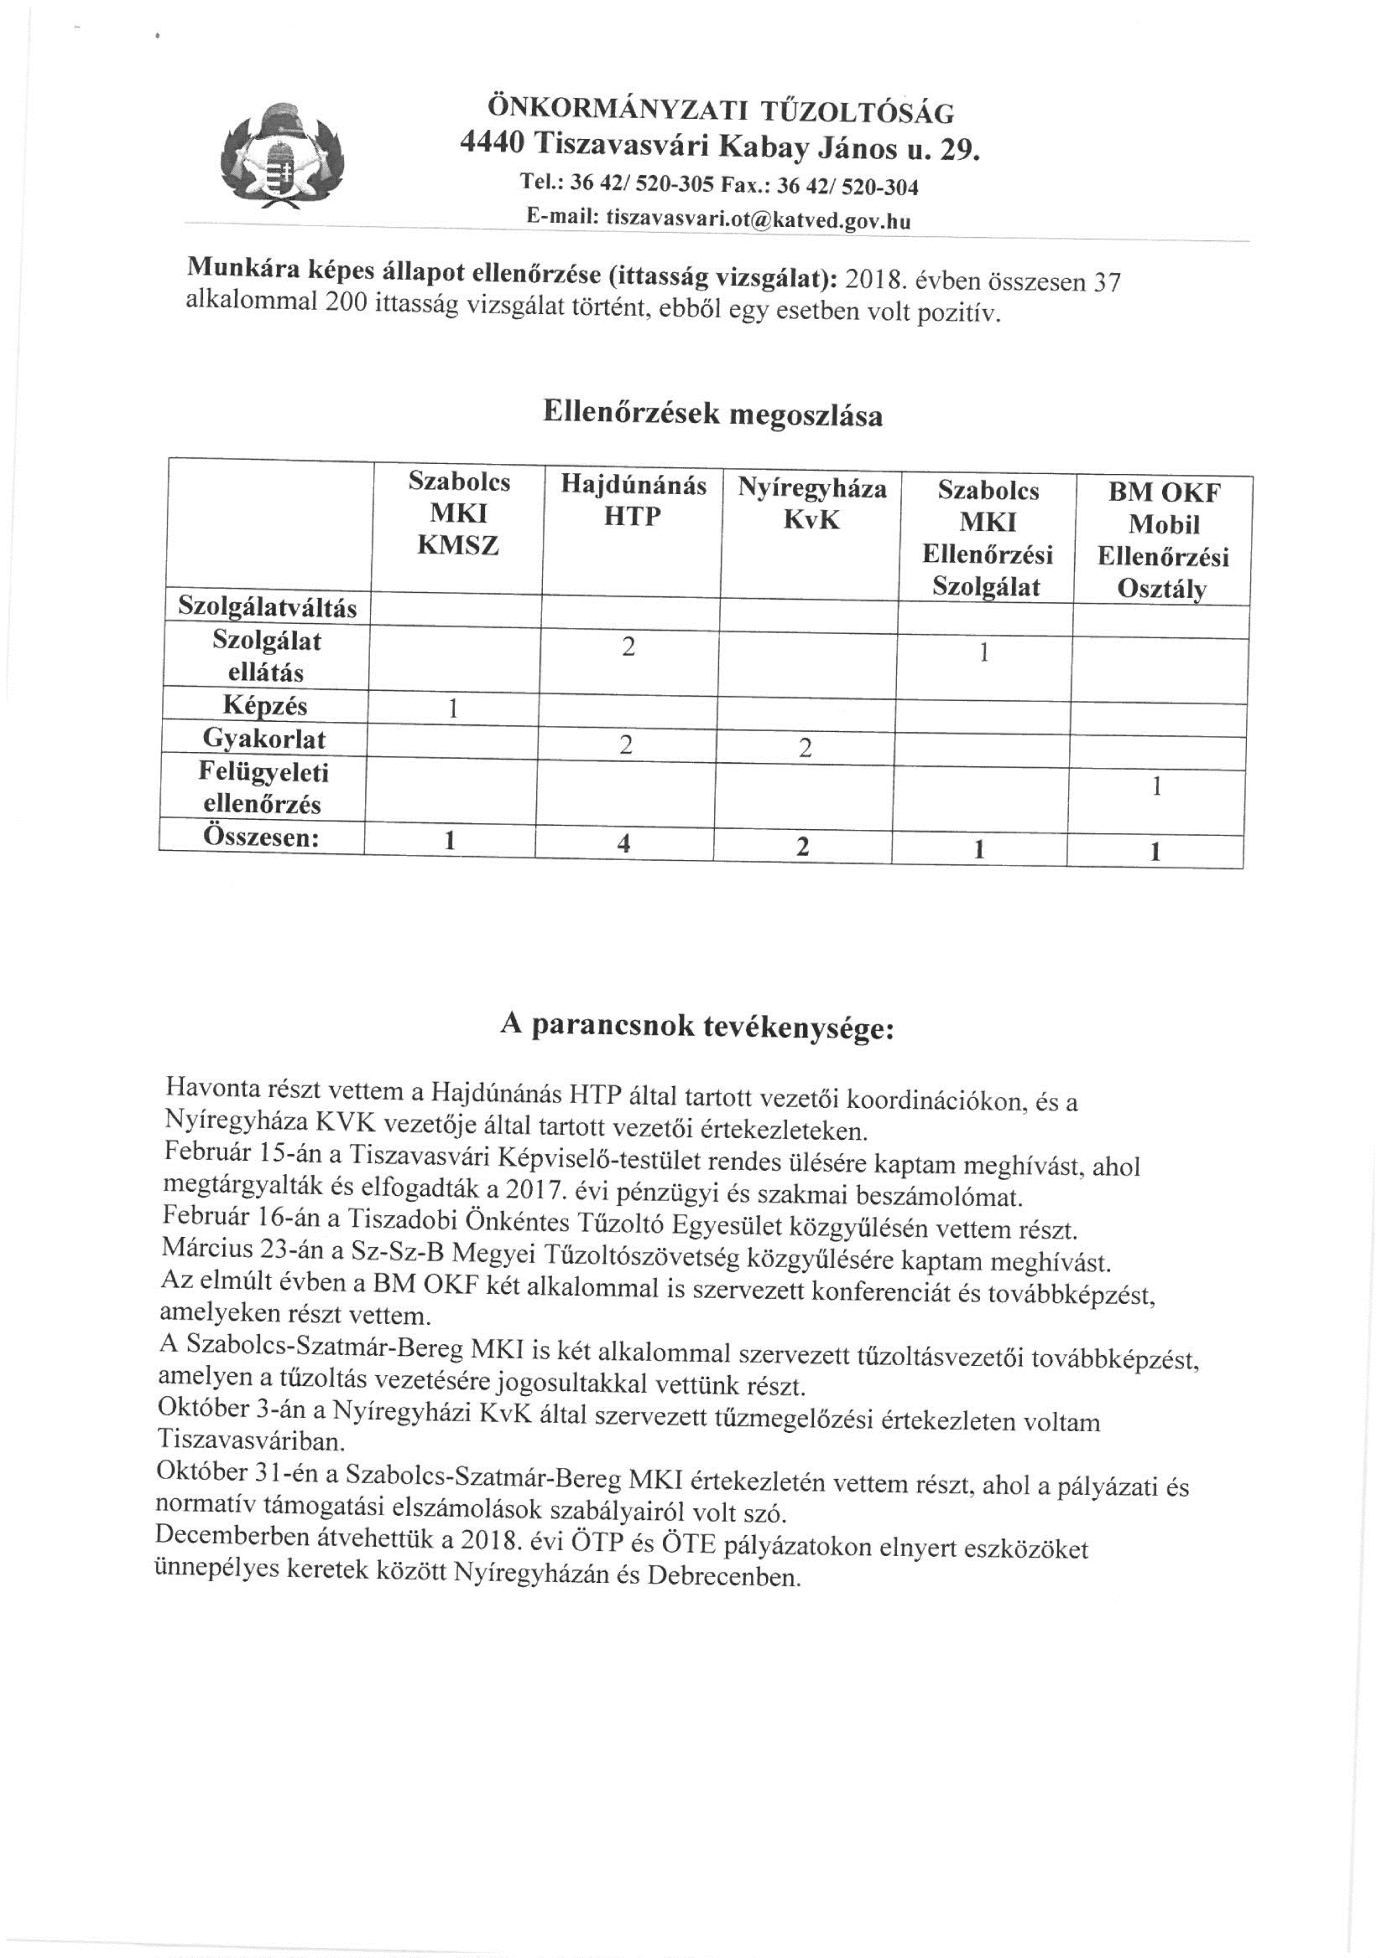 ÖNKORMÁNYZATI TŰZOLTÓSÁG
4440 Tiszavasvári Kabay János u. 29.
Tel.: 36 42/ 520-305 Fax.: 36 42/ 520-304
E-mail: tiszavasvari.ot@katved.gov.hu
Munkára képes állapot ellenőrzése (ittasság vizsgálat): 2018. évben összesen 37
alkalommal 200 ittasság vizsgálat történt, ebből egy esetben volt pozitív.
Ellenőrzések megoszlása
Szabolcs MKI KMSZ | Hajdúnánás HTP | Nyíregyháza KvK | Szabolcs MKI Ellenőrzési Szolgálat | BM OKF Mobil Ellenőrzési Osztály
Szolgálatváltás
Szolgálat ellátás | 2 | 1
Képzés | 1
Gyakorlat | 2 | 2
Felügyeleti ellenőrzés | 1
Összesen: | 1 | 4 | 2 | 1 | 1
A parancsnok tevékenysége:
Havonta részt vettem a Hajdúnánás HTP által tartott vezetői koordinációkon, és a
Nyíregyháza KVK vezetője által tartott vezetői értekezleteken.
Február 15-án a Tiszavasvári Képviselő-testület rendes ülésére kaptam meghívást, ahol
megtárgyalták és elfogadták a 2017. évi pénzügyi és szakmai beszámolómat.
Február 16-án a Tiszadobi Önkéntes Tűzoltó Egyesület közgyűlésén vettem részt.
Március 23-án a Sz-Sz-B Megyei Tűzoltószövetség közgyűlésére kaptam meghívást.
Az elmúlt évben a BM OKF két alkalommal is szervezett konferenciát és továbbképzést,
amelyeken részt vettem.
A Szabolcs-Szatmár-Bereg MKI is két alkalommal szervezett tűzoltásvezetői továbbképzést,
amelyen a tűzoltás vezetésére jogosultakkal vettünk részt.
Október 3-án a Nyíregyházi KvK által szervezett tűzmegelőzési értekezleten voltam
Tiszavasváriban.
Október 31-én a Szabolcs-Szatmár-Bereg MKI értekezletén vettem részt, ahol a pályázati és
normatív támogatási elszámolások szabályairól volt szó.
Decemberben átvehettük a 2018. évi ÖTP és ÖTE pályázatokon elnyert eszközöket
ünnepélyes keretek között Nyíregyházán és Debrecenben.